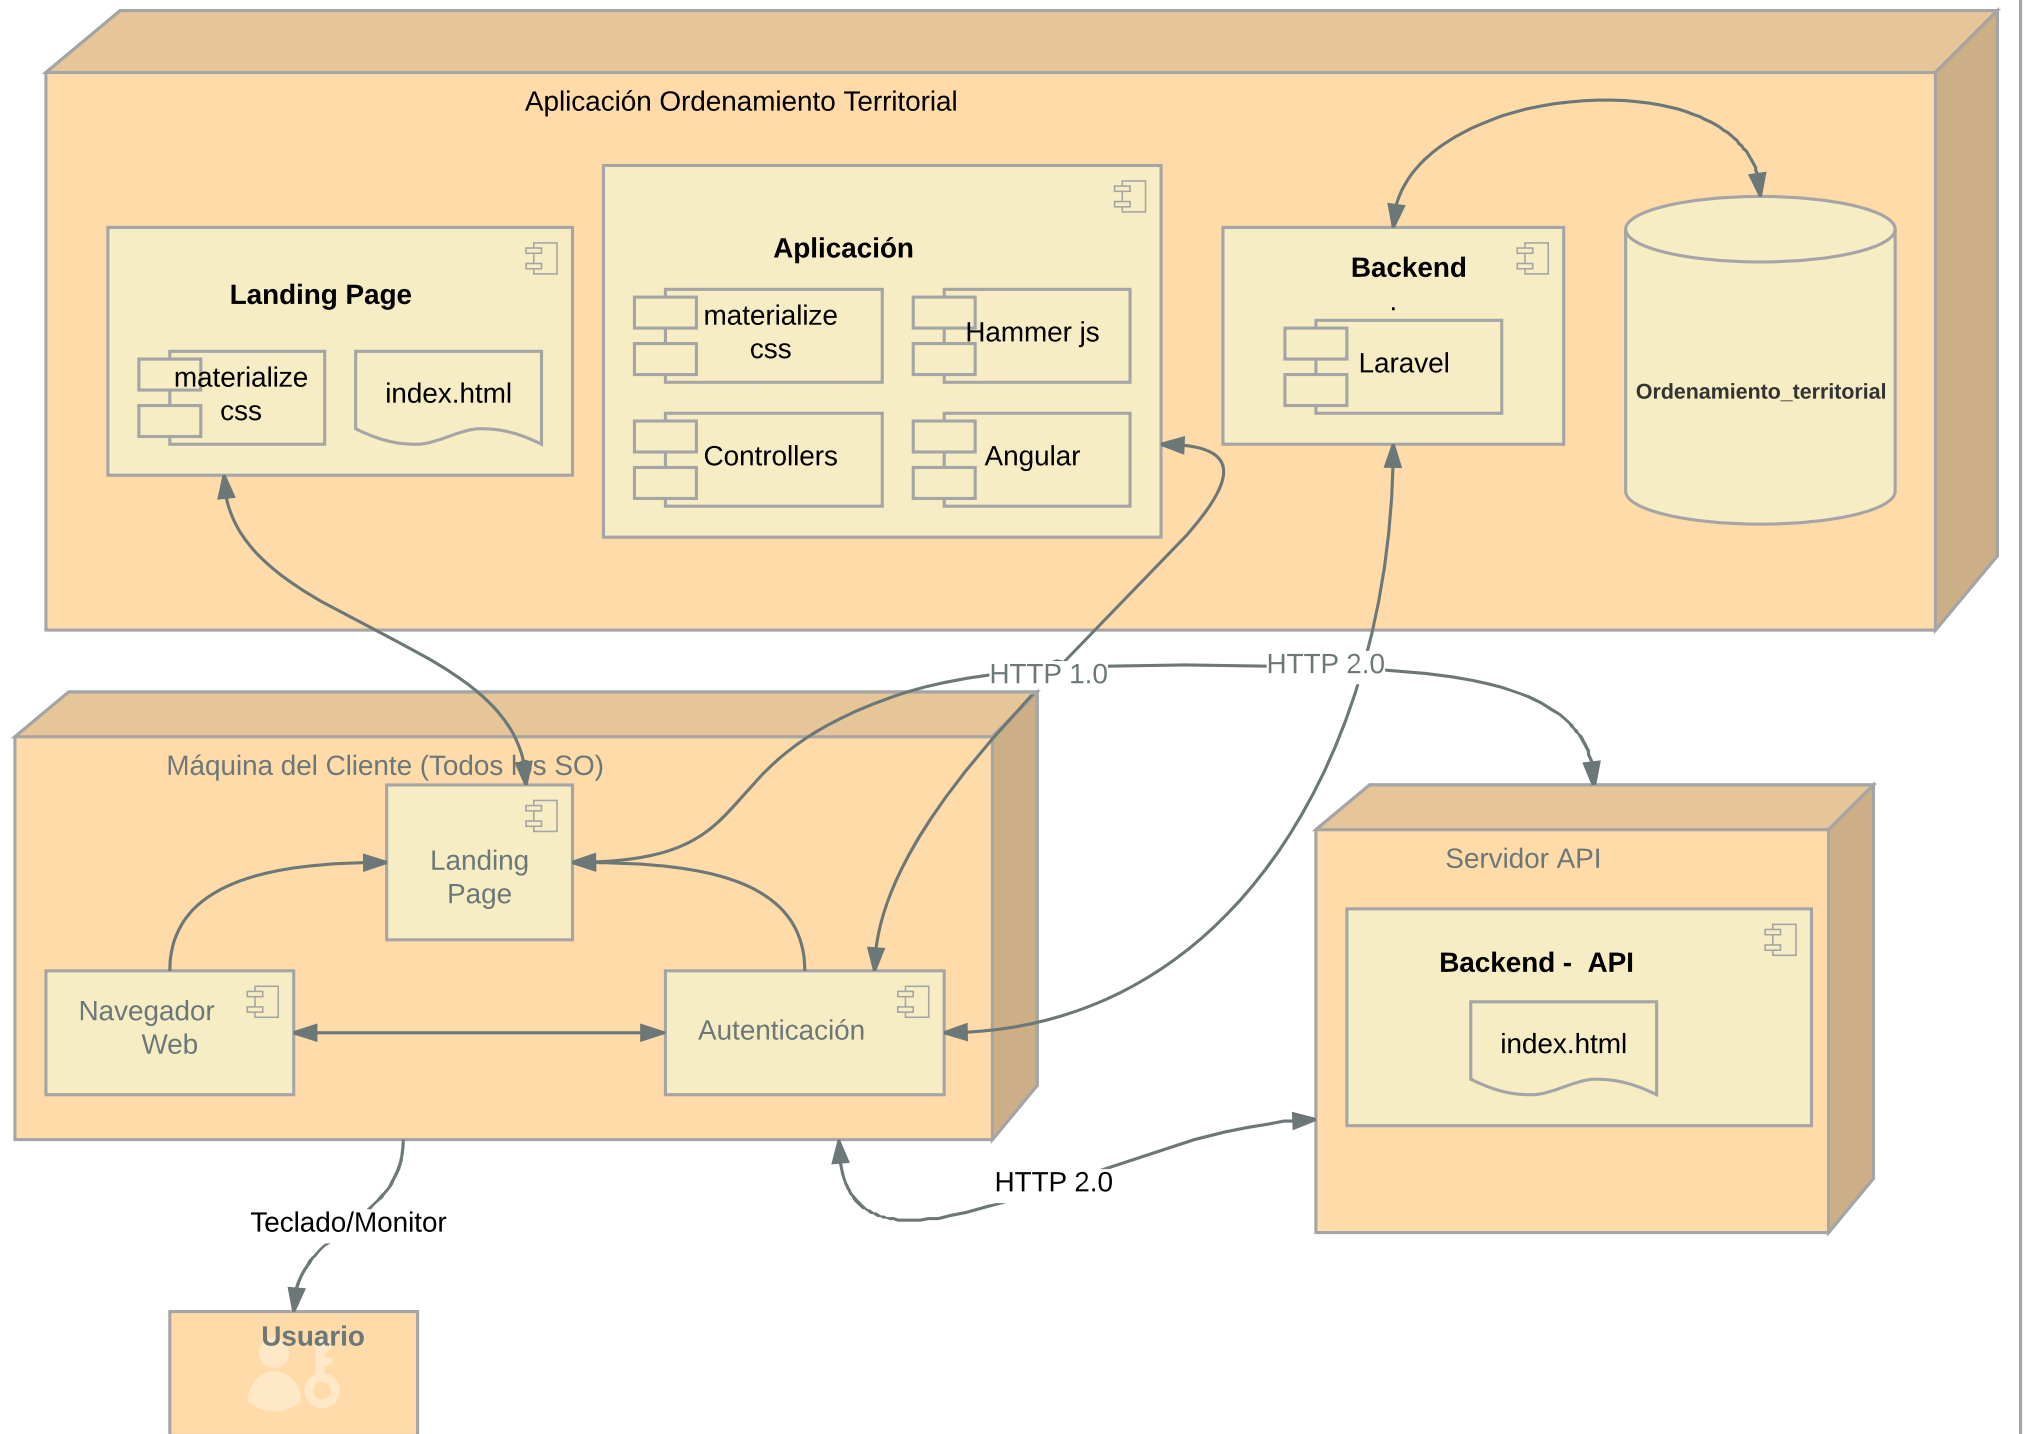 Aplicación Ordenamiento Territorial
Landing Page
materialize
css
index.html
Aplicación
materialize
css
Hammer js
Controllers
Angular
Backend
.
Laravel
Ordenamiento_territorial
HTTP 1.0
HTTP 2.0
Máquina del Cliente (Todos los SO)
Landing
Page
Navegador
Web
Autenticación
Servidor API
Backend -  API
index.html
HTTP 2.0
Teclado/Monitor
Usuario